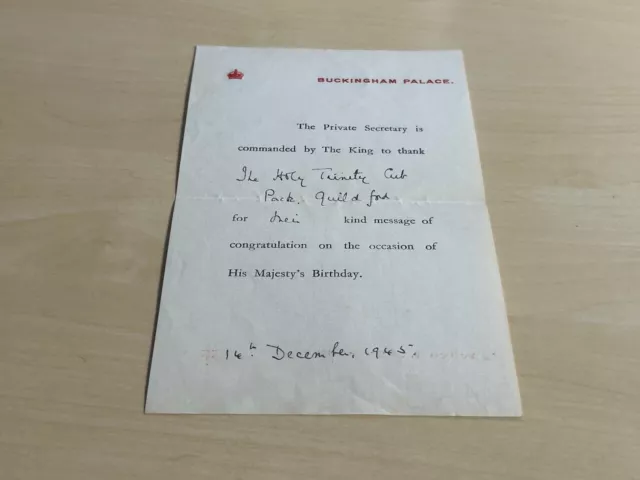 BUCKINGHAM PALACE.
The Private Secretary is
commanded by The King to thank
The Holy Trinity Cub
Pack, Guildford
for their kind message of
congratulation on the occasion of
His Majesty's Birthday.
14th December, 1945.